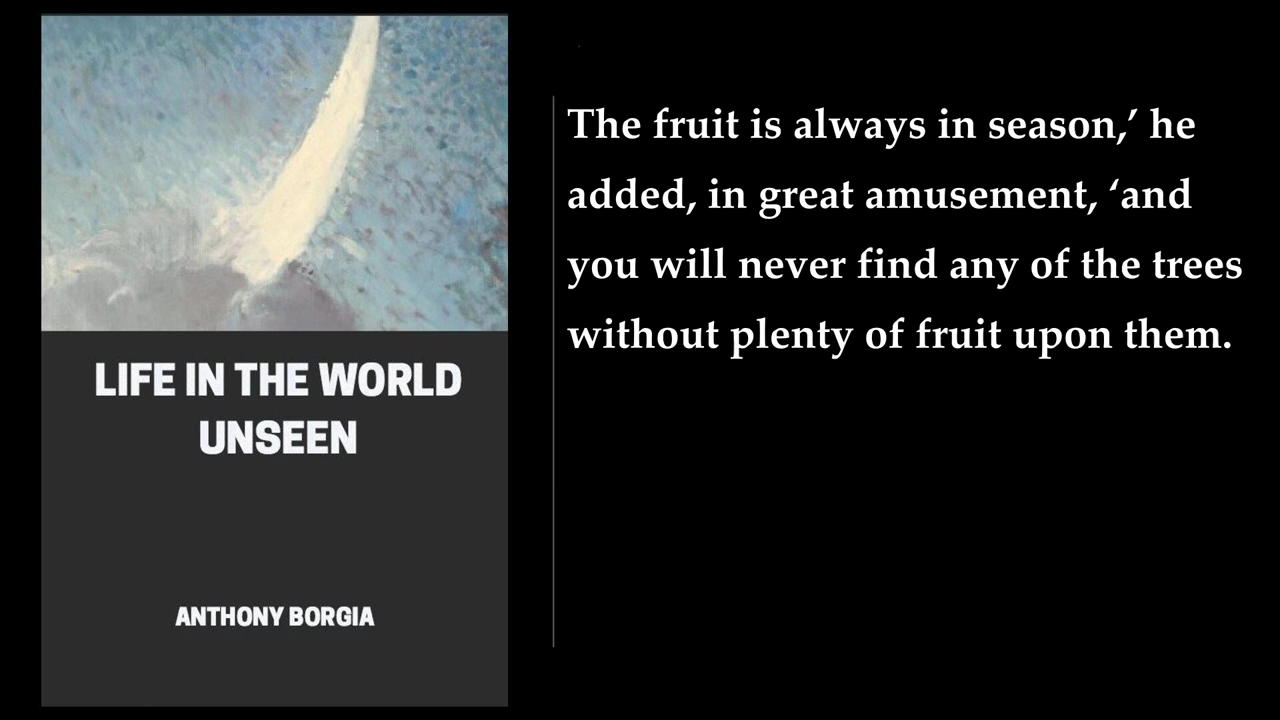 LIFE IN THE WORLD
UNSEEN
ANTHONY BORGIA
The fruit is always in season,’ he
added, in great amusement, ‘and
you will never find any of the trees
without plenty of fruit upon them.